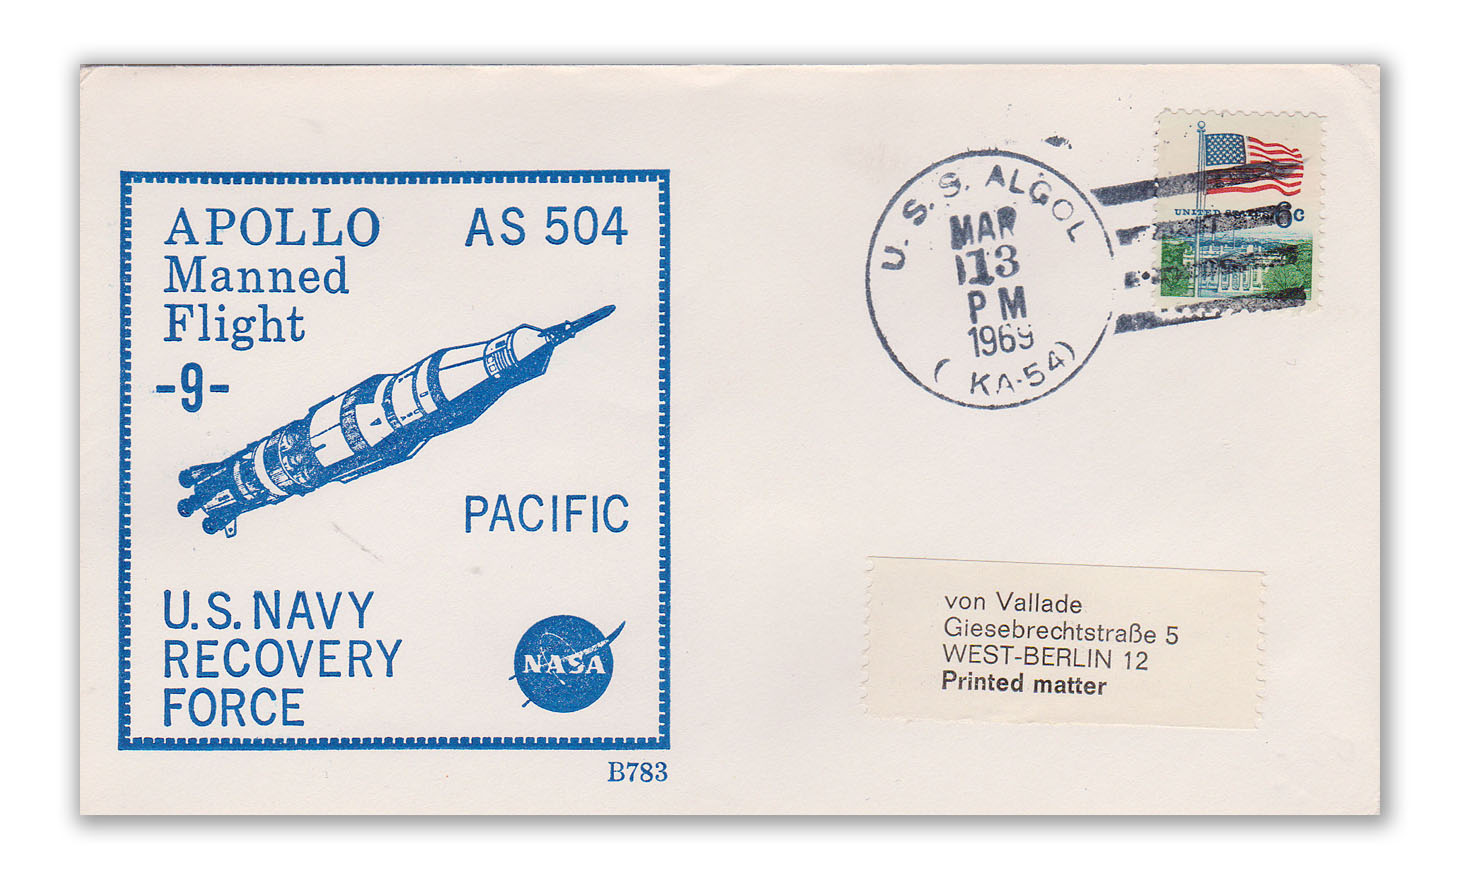 APOLLO AS 504
Manned
Flight
-9-
PACIFIC
U.S. NAVY
RECOVERY
FORCE
NASA
B783
U. S. S. ALGOL
MAR
13
PM
1969
(KA-54)
UNITED STATES 6c
von Vallade
Giesebrechtstraße 5
WEST-BERLIN 12
Printed matter